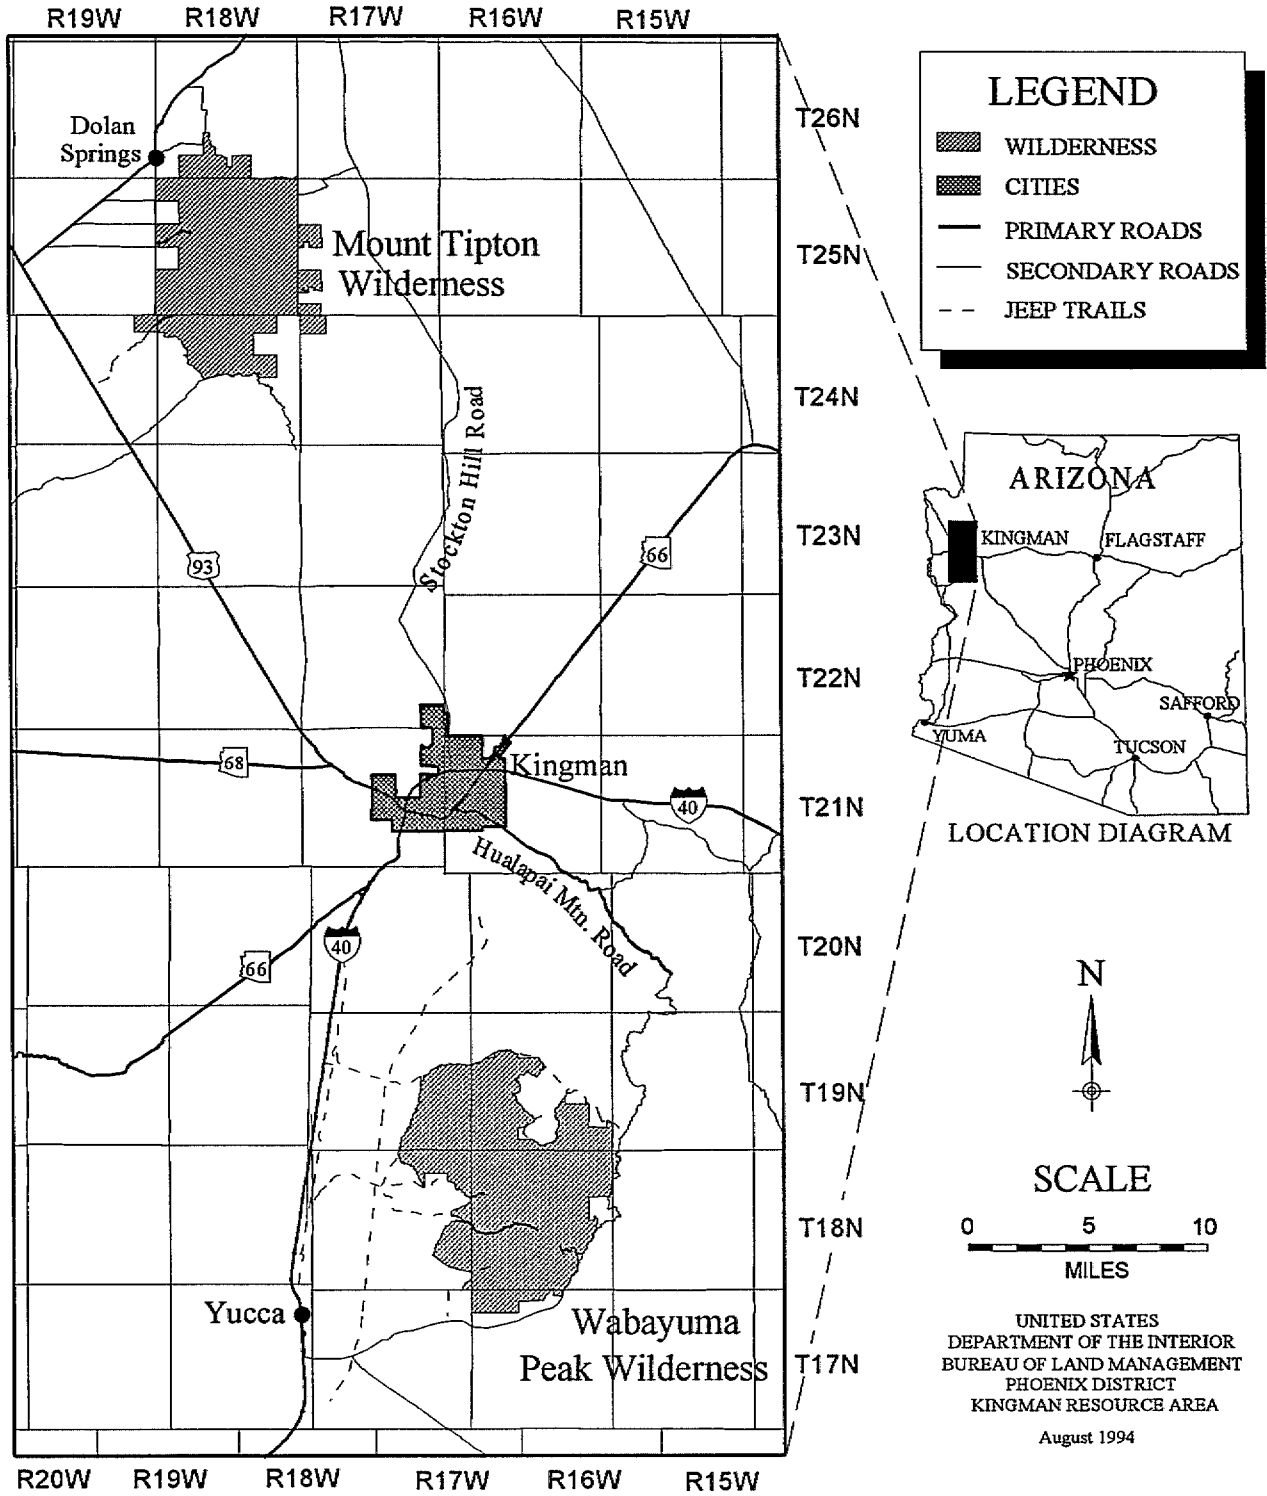 R19W R18W R17W R16W R15W
LEGEND
WILDERNESS
CITIES
PRIMARY ROADS
SECONDARY ROADS
JEEP TRAILS
T26N
T25N
T24N
T23N
T22N
T21N
T20N
T19N
T18N
T17N
Dolan
Springs
Mount Tipton
Wilderness
Stockton Hill Road
93
66
68
Kingman
40
Hualapai Mtn. Road
40
66
Yucca
Wabayuma
Peak Wilderness
R20W R19W R18W R17W R16W R15W
ARIZONA
KINGMAN
FLAGSTAFF
PHOENIX
SAFFORD
YUMA
TUCSON
LOCATION DIAGRAM
N
SCALE
0 5 10
MILES
UNITED STATES
DEPARTMENT OF THE INTERIOR
BUREAU OF LAND MANAGEMENT
PHOENIX DISTRICT
KINGMAN RESOURCE AREA
August 1994